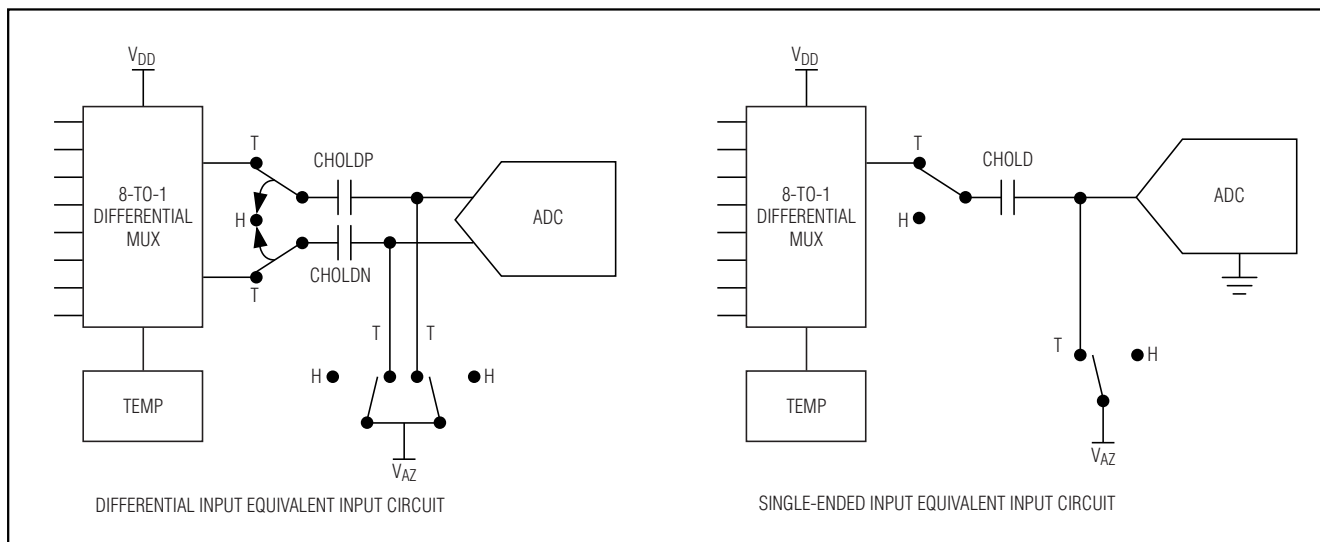 VDD
8-TO-1
DIFFERENTIAL
MUX
TEMP
T
H
T
CHOLDP
CHOLDN
ADC
T
T
H
H
VAZ
DIFFERENTIAL INPUT EQUIVALENT INPUT CIRCUIT
VDD
8-TO-1
DIFFERENTIAL
MUX
TEMP
T
H
CHOLD
ADC
T
H
VAZ
SINGLE-ENDED INPUT EQUIVALENT INPUT CIRCUIT